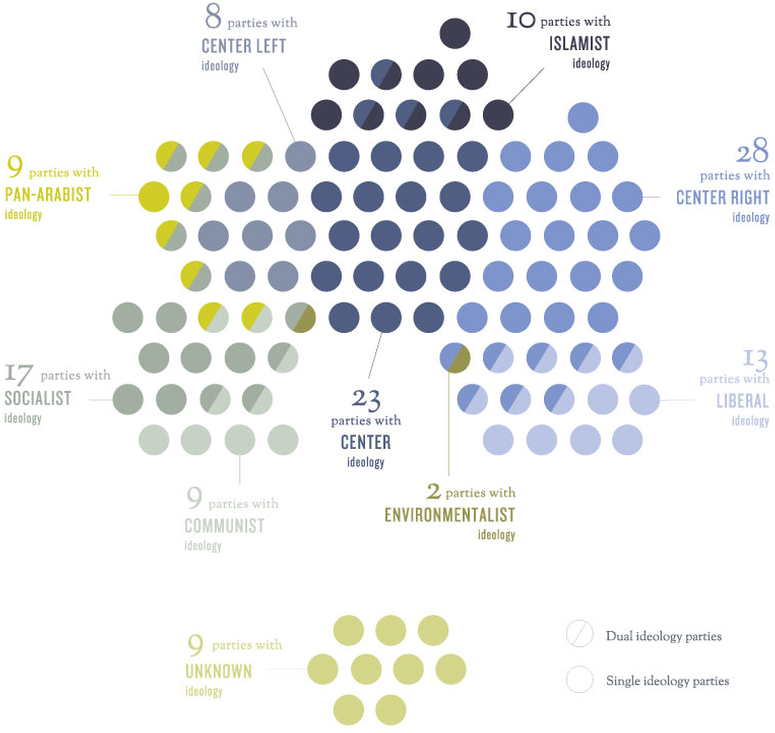 8 parties with
CENTER LEFT
ideology
10 parties with
ISLAMIST
ideology
9 parties with
PAN-ARABIST
ideology
28
parties with
CENTER RIGHT
ideology
17 parties with
SOCIALIST
ideology
23
parties with
CENTER
ideology
13
parties with
LIBERAL
ideology
9 parties with
COMMUNIST
ideology
2 parties with
ENVIRONMENTALIST
ideology
9 parties with
UNKNOWN
ideology
Dual ideology parties
Single ideology parties